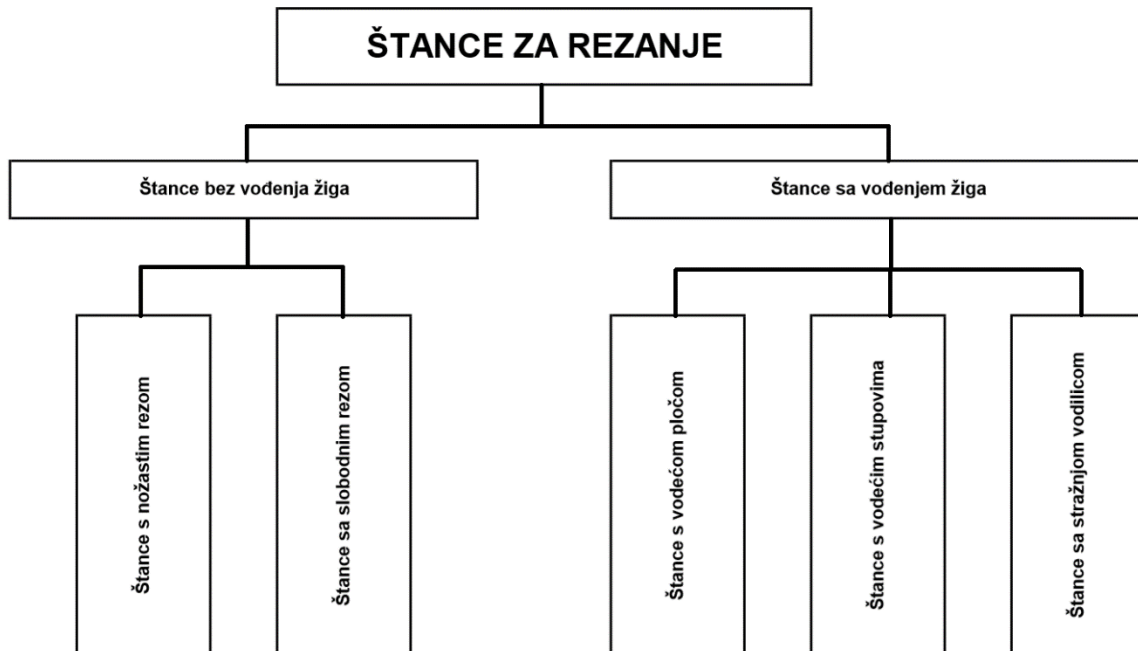 ŠTANCE ZA REZANJE
Štance bez vođenja žiga
Štance sa vođenjem žiga
Štance s nožastim rezom
Štance sa slobodnim rezom
Štance s vodećom pločom
Štance s vodećim stupovima
Štance sa stražnjom vodilicom